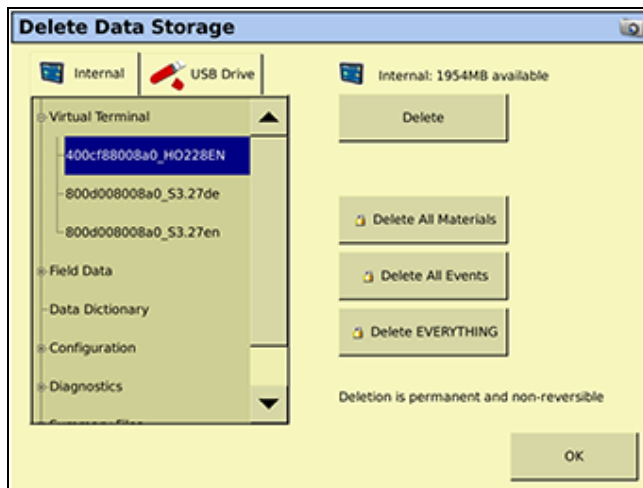 Delete Data Storage
Internal
USB Drive
Internal: 1954MB available
Virtual Terminal
400cf88008a0_HO228EN
800d008008a0_S3.27de
800d008008a0_S3.27en
Field Data
Data Dictionary
Configuration
Diagnostics
Summary Files
Delete
Delete All Materials
Delete All Events
Delete EVERYTHING
Deletion is permanent and non-reversible
OK